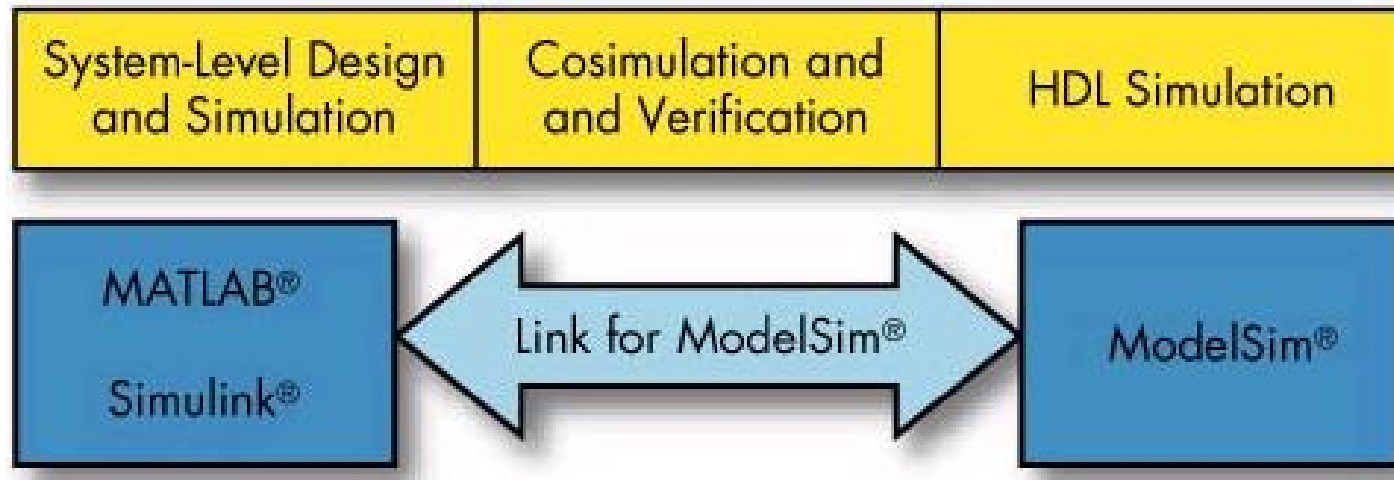 System-Level Design
and Simulation
Cosimulation and
and Verification
HDL Simulation
MATLAB®
Simulink®
Link for ModelSim®
ModelSim®